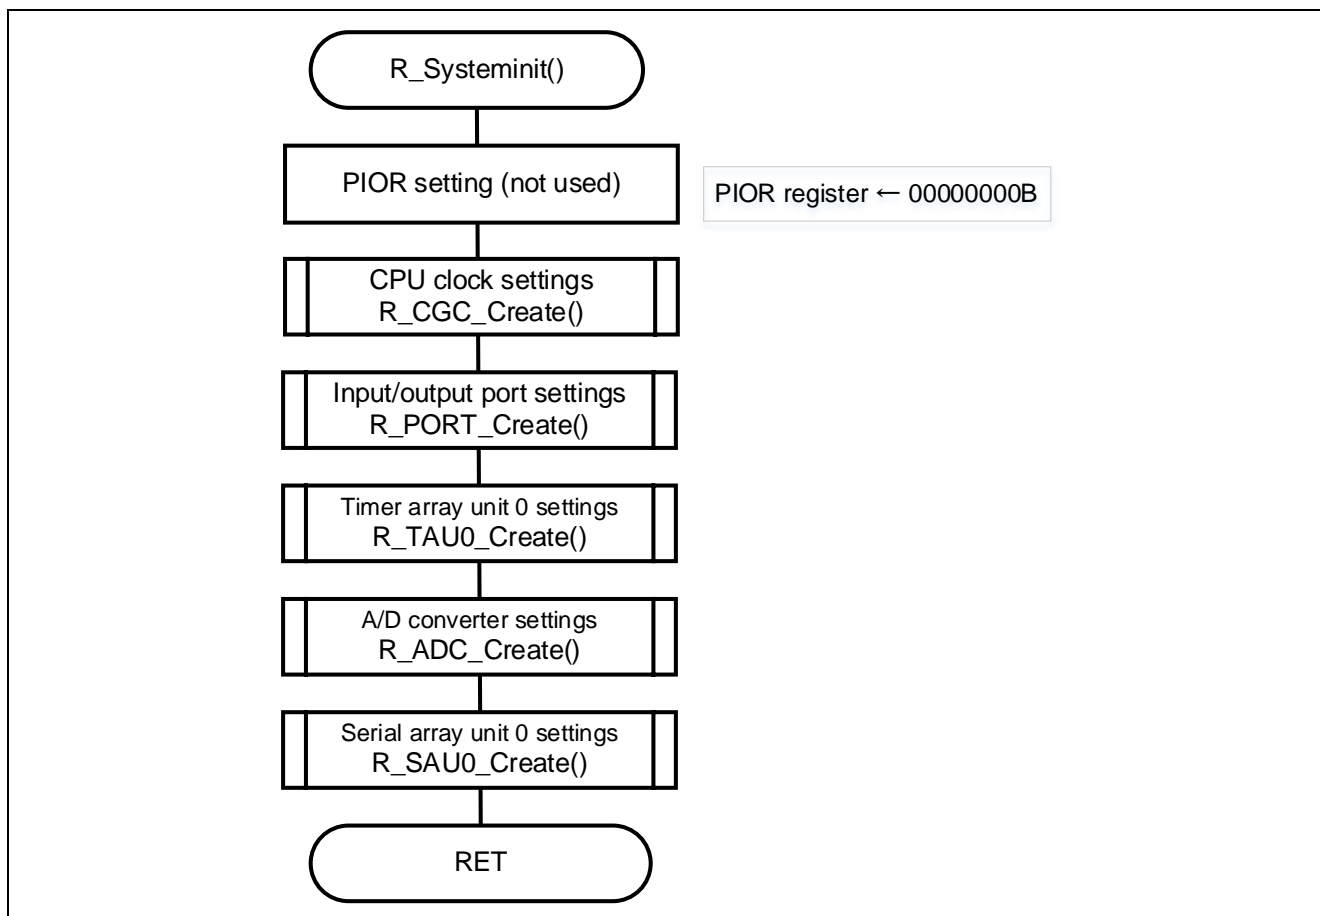 R_Systeminit()
PIOR setting (not used)
PIOR register ← 00000000B
CPU clock settings
R_CGC_Create()
Input/output port settings
R_PORT_Create()
Timer array unit 0 settings
R_TAU0_Create()
A/D converter settings
R_ADC_Create()
Serial array unit 0 settings
R_SAU0_Create()
RET